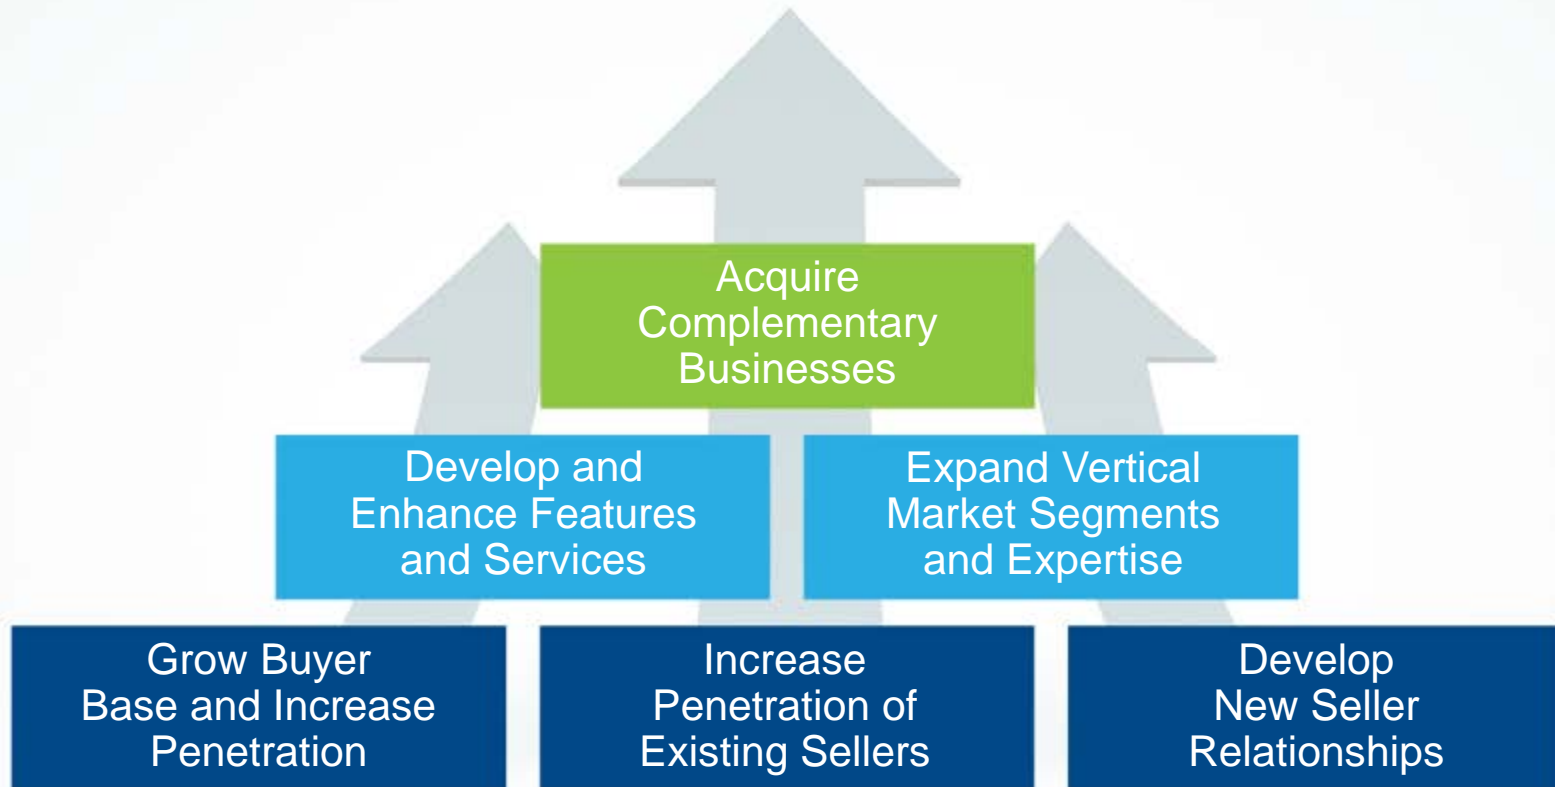 Acquire
Complementary
Businesses
Develop and
Enhance Features
and Services
Expand Vertical
Market Segments
and Expertise
Grow Buyer
Base and Increase
Penetration
Increase
Penetration of
Existing Sellers
Develop
New Seller
Relationships